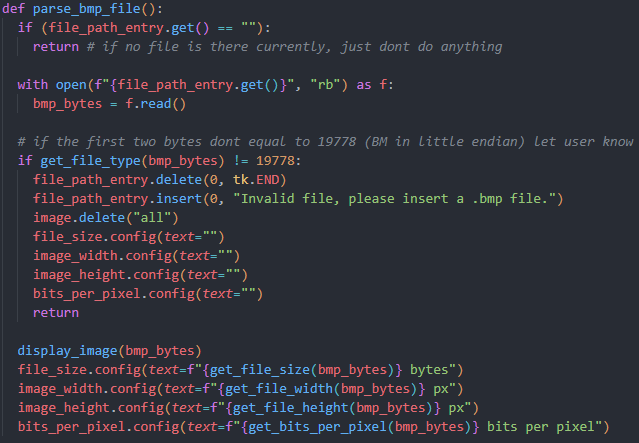 def parse_bmp_file():
  if (file_path_entry.get() == ""):
    return # if no file is there currently, just dont do anything

  with open(f"{file_path_entry.get()}", "rb") as f:
    bmp_bytes = f.read()

  # if the first two bytes dont equal to 19778 (BM in little endian) let user know
  if get_file_type(bmp_bytes) != 19778:
    file_path_entry.delete(0, tk.END)
    file_path_entry.insert(0, "Invalid file, please insert a .bmp file.")
    image.delete("all")
    file_size.config(text="")
    image_width.config(text="")
    image_height.config(text="")
    bits_per_pixel.config(text="")
    return

  display_image(bmp_bytes)
  file_size.config(text=f"{get_file_size(bmp_bytes)} bytes")
  image_width.config(text=f"{get_file_width(bmp_bytes)} px")
  image_height.config(text=f"{get_file_height(bmp_bytes)} px")
  bits_per_pixel.config(text=f"{get_bits_per_pixel(bmp_bytes)} bits per pixel")